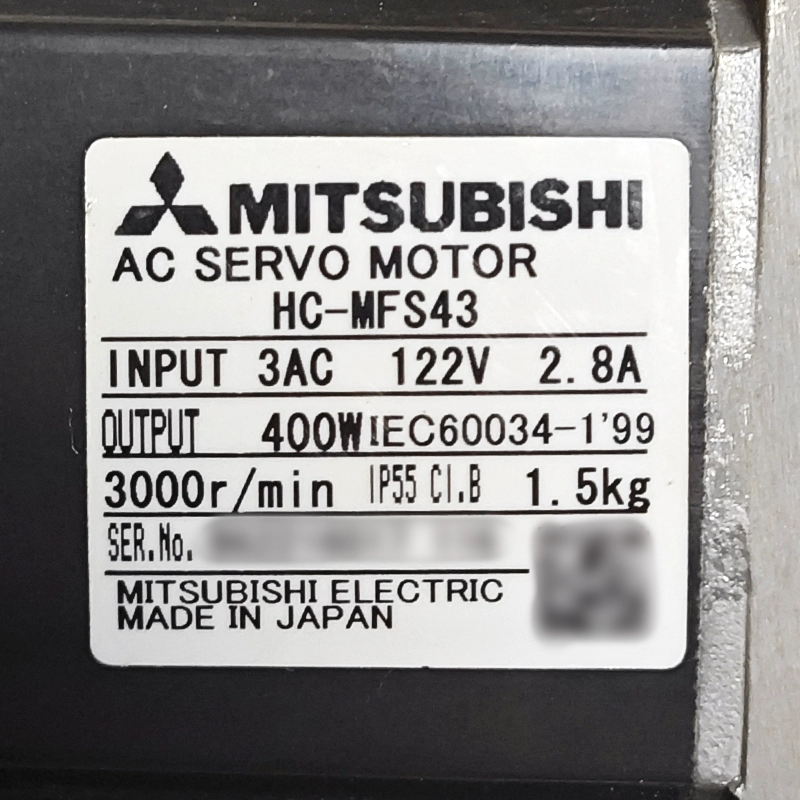 MITSUBISHI
AC SERVO MOTOR
HC-MFS43
INPUT 3AC 122V 2.8A
OUTPUT 400W IEC60034-1'99
3000r/min IP55 CI.B 1.5kg
SER.No.
MITSUBISHI ELECTRIC
MADE IN JAPAN